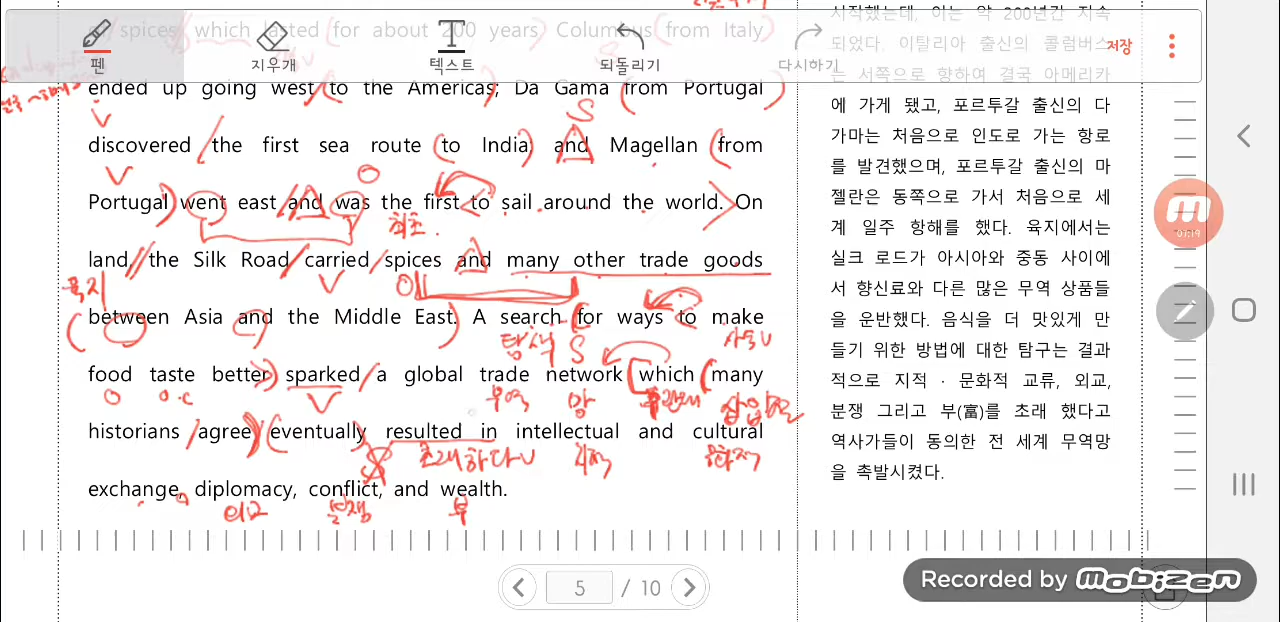 spices which lasted (for about 200 years) Columbus (from Italy
펜
지우개
텍스트
되돌리기
다시하기
저장
ended up going west (to the Americas; Da Gama (from Portugal)
S
V
discovered / the first sea route (to India) and Magellan (from
V
Portugal) went east / and was the first to sail around the world. On
최초
land, // the Silk Road / carried / spices and many other trade goods
육지
V
(between Asia and the Middle East.) A search (for ways to make
탐색
S
사동V
food taste better) sparked / a global trade network (which (many
o
o.c
V
무역
망
삽입절
historians / agree) (eventually resulted in intellectual and cultural
초래하다V
지적
문화적
exchange, diplomacy, conflict, and wealth.
외교
분쟁
부
시작했는데, 이는 약 200년간 지속
되었다. 이탈리아 출신의 콜럼버스
는 서쪽으로 향하여 결국 아메리카
에 가게 됐고, 포르투갈 출신의 다
가마는 처음으로 인도로 가는 항로
를 발견했으며, 포르투갈 출신의 마
젤란은 동쪽으로 가서 처음으로 세
계 일주 항해를 했다. 육지에서는
실크 로드가 아시아와 중동 사이에
서 향신료와 다른 많은 무역 상품들
을 운반했다. 음식을 더 맛있게 만
들기 위한 방법에 대한 탐구는 결과
적으로 지적 · 문화적 교류, 외교,
분쟁 그리고 부(富)를 초래 했다고
역사가들이 동의한 전 세계 무역망
을 촉발시켰다.
07:19
5 / 10
Recorded by mobizen